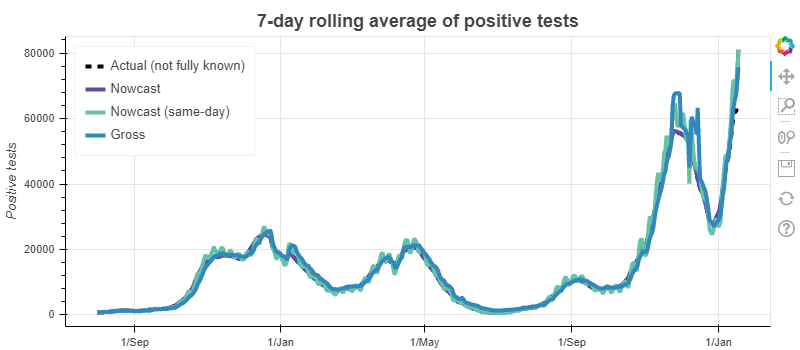 7-day rolling average of positive tests
80000
60000
40000
20000
0
Positive tests
Actual (not fully known)
Nowcast
Nowcast (same-day)
Gross
1/Sep
1/Jan
1/May
1/Sep
1/Jan